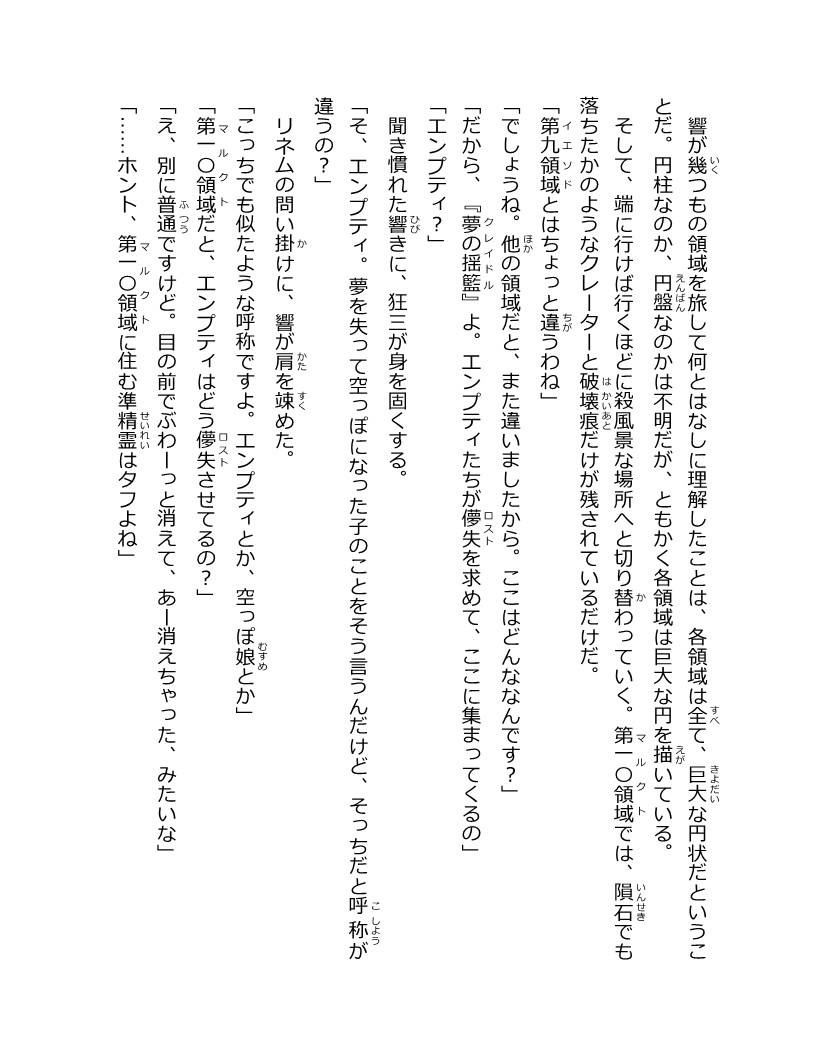 響が幾つもの領域を旅して何とはなしに理解したことは、各領域は全て、巨大な円状だというこ
とだ。円柱なのか、円盤なのかは不明だが、ともかく各領域は巨大な円を描いている。
　そして、端に行けば行くほどに殺風景な場所へと切り替わっていく。第一〇領域では、隕石でも
落ちたかのようなクレーターと破壊痕だけが残されているだけだ。
「第九領域とはちょっと違うわね」
「でしょうね。他の領域だと、また違いましたから。ここはどんななんです？」
「だから、『夢の揺籃』よ。エンプティたちが儚失を求めて、ここに集まってくるの」
「エンプティ？」
　聞き慣れた響きに、狂三が身を固くする。
「そ、エンプティ。夢を失って空っぽになった子のことをそう言うんだけど、そっちだと呼称が
違うの？」
　リネムの問い掛けに、響が肩を竦めた。
「こっちでも似たような呼称ですよ。エンプティとか、空っぽ娘とか」
「第一〇領域だと、エンプティはどう儚失させてるの？」
「え、別に普通ですけど。目の前でぶわーっと消えて、あー消えちゃった、みたいな」
「……ホント、第一〇領域に住む準精霊はタフよね」